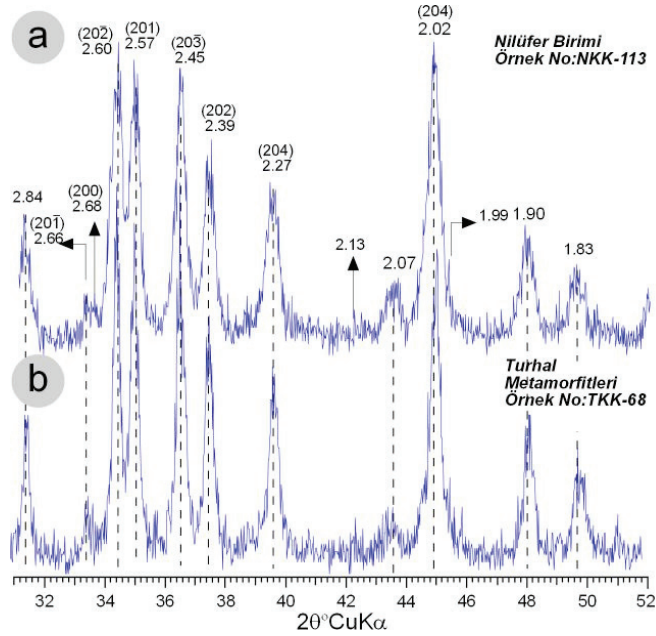 a
(202̄)
2.60
(201)
2.57
(203̄)
2.45
(202)
2.39
(204)
2.27
(204)
2.02
Nilüfer Birimi
Örnek No:NKK-113
2.84
(201̄)
2.66
(200)
2.68
2.13
2.07
1.99
1.90
1.83
b
Turhal
Metamorfitleri
Örnek No:TKK-68
32 34 36 38 40 42 44 46 48 50 52
2θ°CuKα